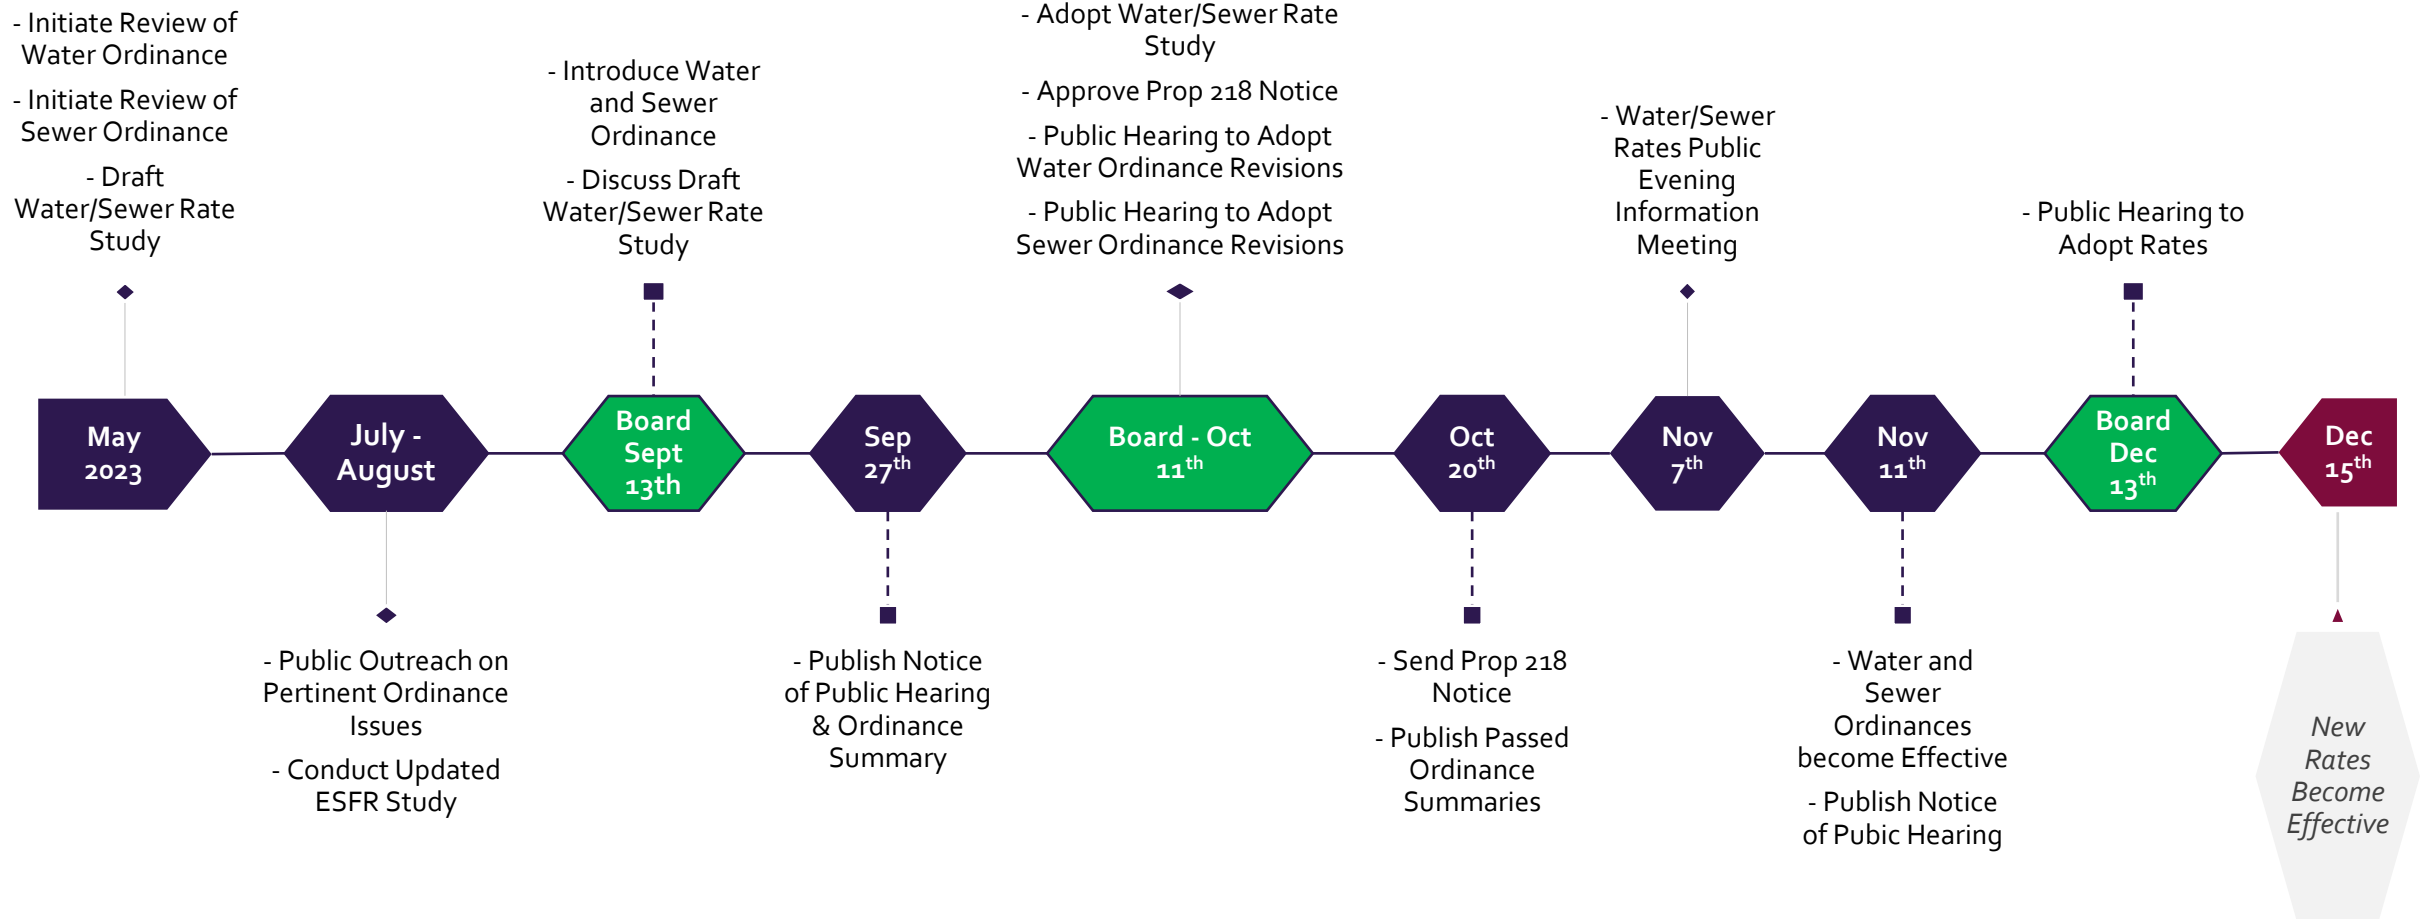 - Initiate Review of
Water Ordinance
- Initiate Review of
Sewer Ordinance
- Draft
Water/Sewer Rate
Study
- Introduce Water
and Sewer
Ordinance
- Discuss Draft
Water/Sewer Rate
Study
- Adopt Water/Sewer Rate
Study
- Approve Prop 218 Notice
- Public Hearing to Adopt
Water Ordinance Revisions
- Public Hearing to Adopt
Sewer Ordinance Revisions
- Water/Sewer
Rates Public
Evening
Information
Meeting
- Public Hearing to
Adopt Rates
May
2023
July -
August
Board
Sept
13th
Sep
27th
Board - Oct
11th
Oct
20th
Nov
7th
Nov
11th
Board
Dec
13th
Dec
15th
- Public Outreach on
Pertinent Ordinance
Issues
- Conduct Updated
ESFR Study
- Publish Notice
of Public Hearing
& Ordinance
Summary
- Send Prop 218
Notice
- Publish Passed
Ordinance
Summaries
- Water and
Sewer
Ordinances
become Effective
- Publish Notice
of Pubic Hearing
New
Rates
Become
Effective